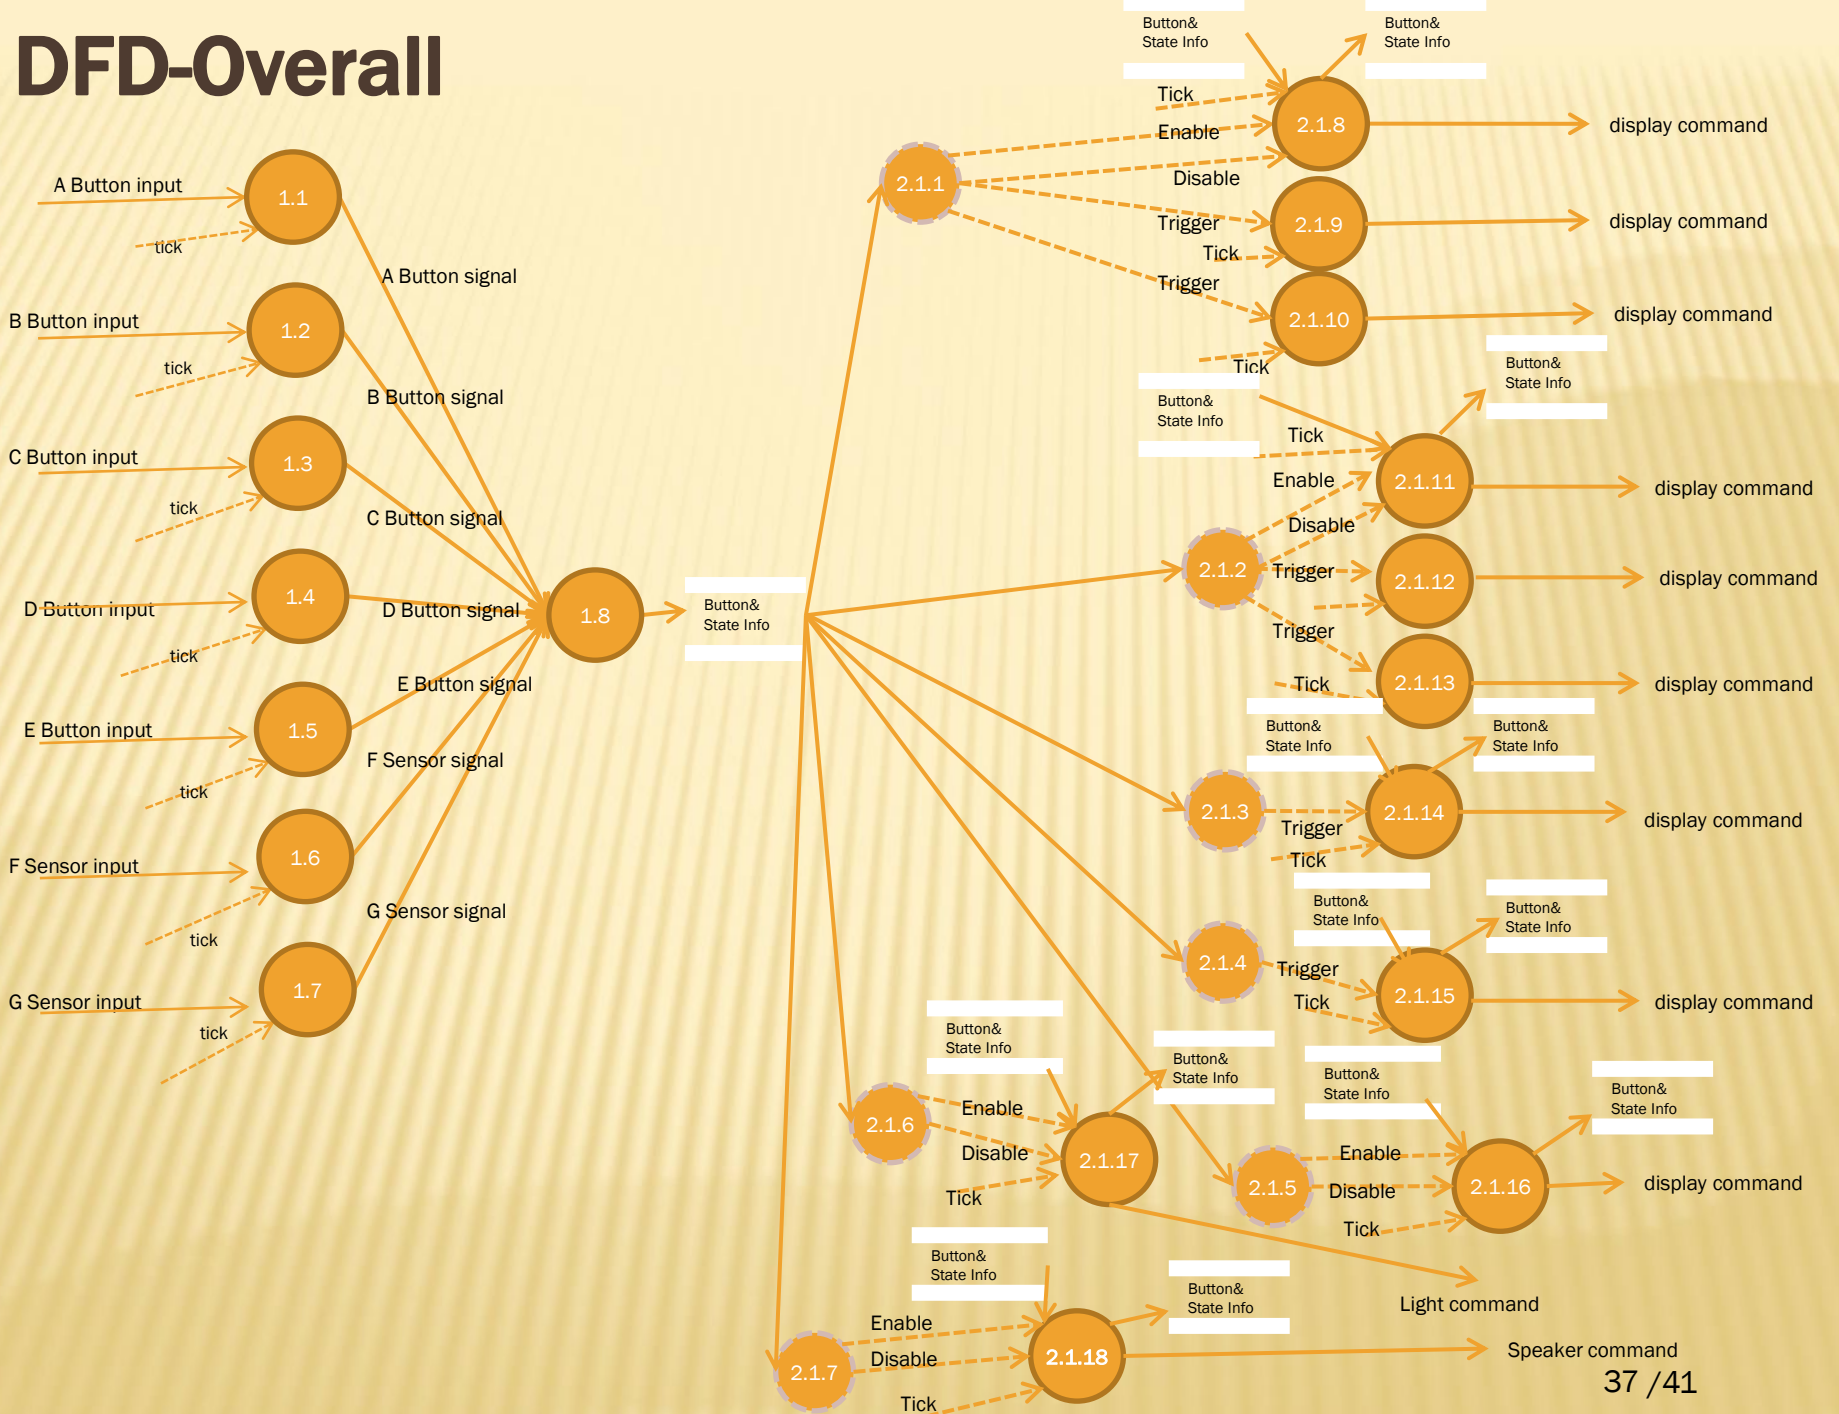 DFD-Overall
A Button input
tick
1.1
A Button signal
B Button input
tick
1.2
B Button signal
C Button input
tick
1.3
C Button signal
D Button input
tick
1.4
D Button signal
E Button input
tick
1.5
E Button signal
F Sensor input
tick
1.6
F Sensor signal
G Sensor input
tick
1.7
G Sensor signal
1.8
Button&
State Info
2.1.1
Button&
State Info
Button&
State Info
Tick
Enable
Disable
2.1.8
display command
Trigger
Tick
2.1.9
display command
Trigger
Tick
2.1.10
display command
Button&
State Info
Button&
State Info
Tick
Enable
Disable
2.1.11
display command
2.1.2
Trigger
2.1.12
display command
Trigger
Tick
2.1.13
display command
Button&
State Info
Button&
State Info
2.1.3
Trigger
Tick
2.1.14
display command
Button&
State Info
Button&
State Info
2.1.4
Trigger
Tick
2.1.15
display command
Button&
State Info
Button&
State Info
2.1.6
Enable
Disable
Tick
2.1.17
Light command
Button&
State Info
Button&
State Info
2.1.5
Enable
Disable
Tick
2.1.16
display command
Button&
State Info
Button&
State Info
2.1.7
Enable
Disable
Tick
2.1.18
Speaker command
37 /41